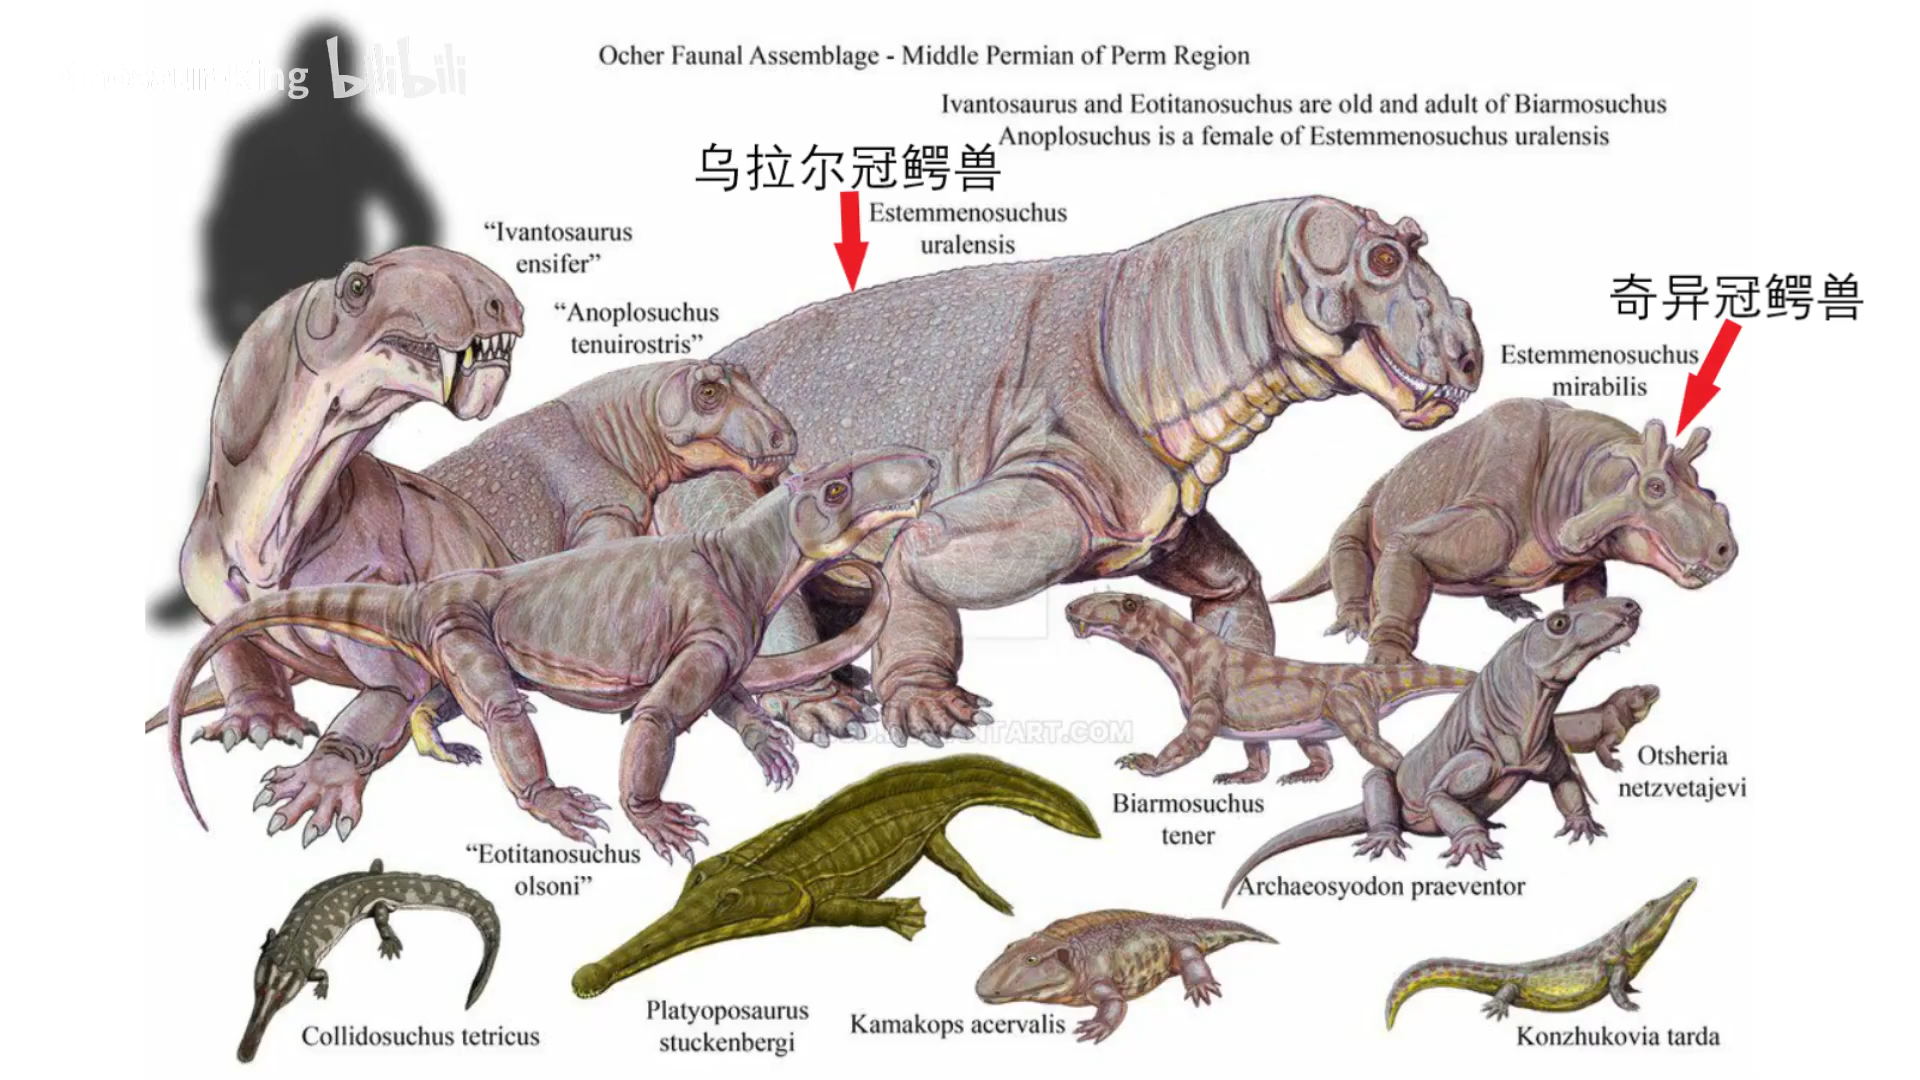 Ocher Faunal Assemblage - Middle Permian of Perm Region
bilibili
Ivantosaurus and Eotitanosuchus are old and adult of Biarmosuchus
Anoplosuchus is a female of Estemmenosuchus uralensis
乌拉尔冠鳄兽
Estemmenosuchus
uralensis
“Ivantosaurus
ensifer”
奇异冠鳄兽
“Anoplosuchus
tenuirostris”
Estemmenosuchus
mirabilis
Otsheria
netzvetajevi
Biarmosuchus
tener
“Eotitanosuchus
olsoni”
Archaeosyodon praeventor
Platyoposaurus
stuckenbergi
Kamakops acervalis
Collidosuchus tetricus
Konzhukovia tarda